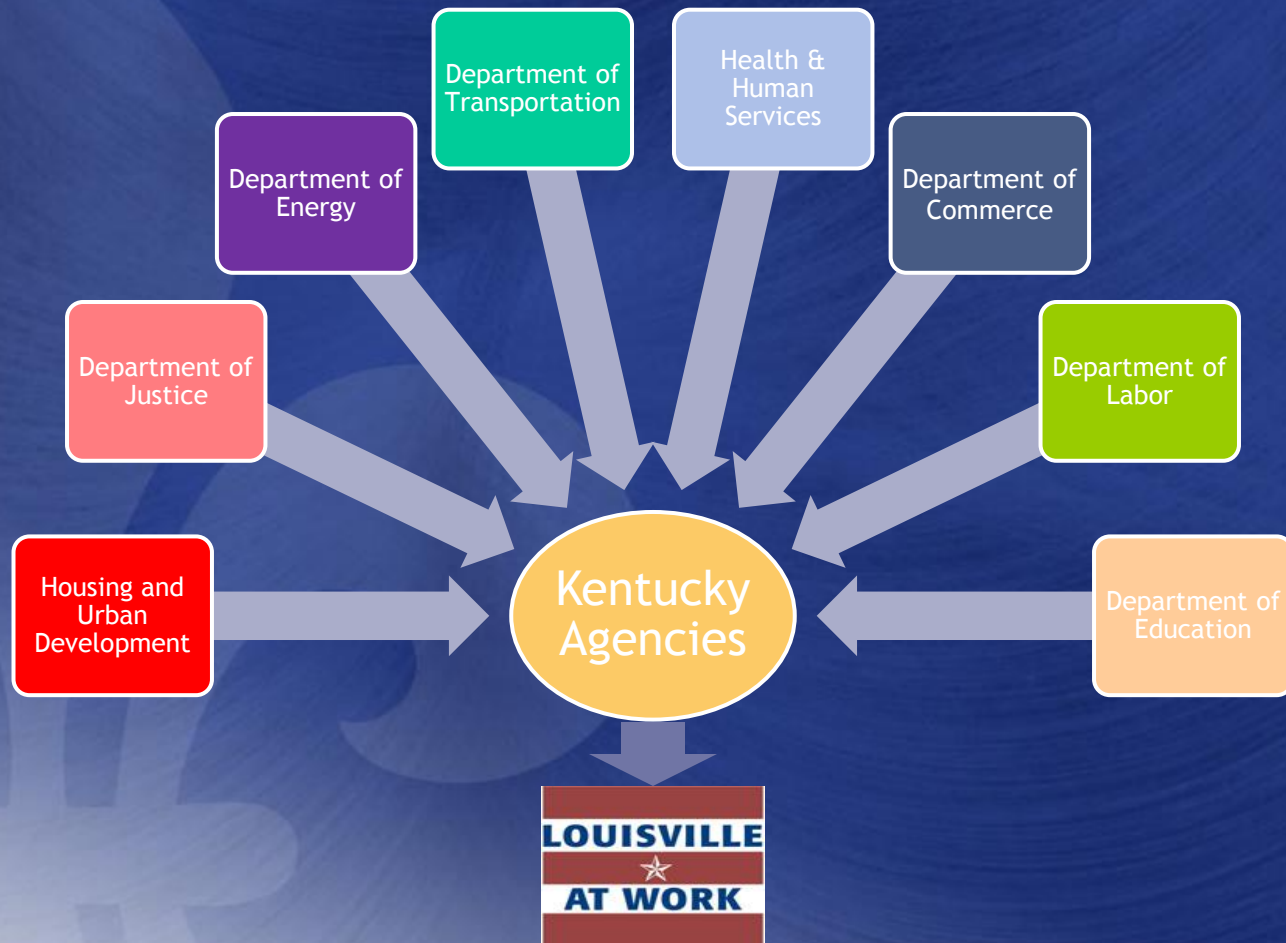 Department of
Transportation
Health &
Human
Services
Department of
Energy
Department of
Commerce
Department of
Justice
Department of
Labor
Housing and
Urban
Development
Kentucky
Agencies
Department of
Education
LOUISVILLE
AT WORK